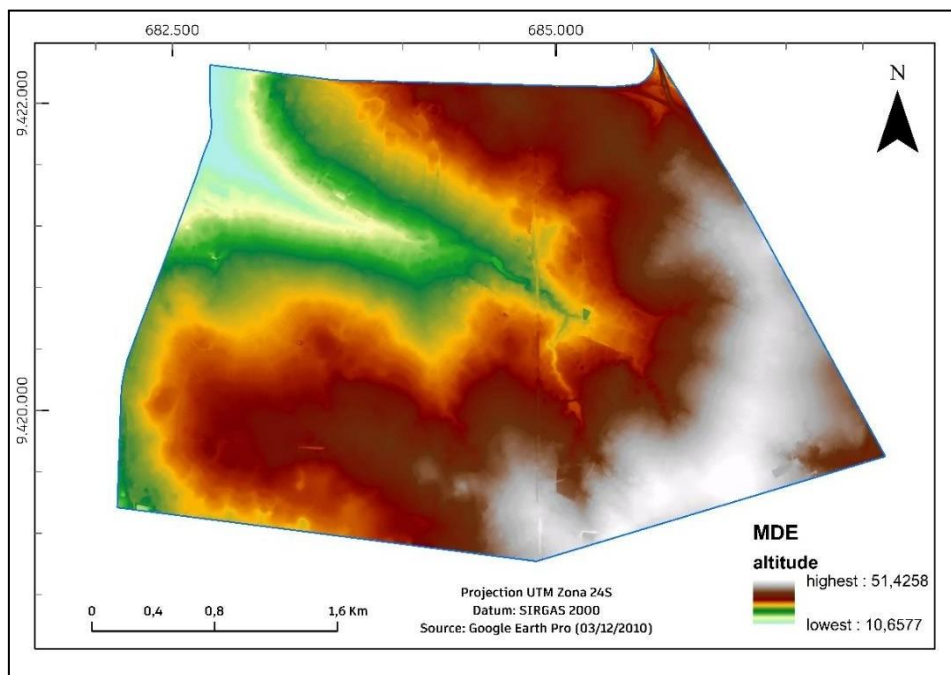 682.500
685.000
N
9.422.000
9.420.000
MDE
altitude
highest : 51,4258
lowest : 10,6577
0 0,4 0,8 1,6 Km
Projection UTM Zona 24S
Datum: SIRGAS 2000
Source: Google Earth Pro (03/12/2010)